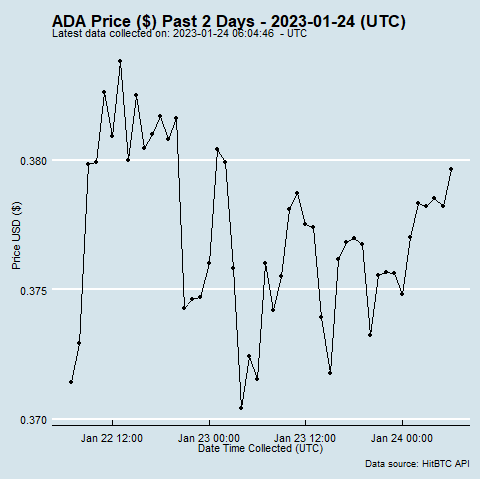 ADA Price ($) Past 2 Days - 2023-01-24 (UTC)
Latest data collected on: 2023-01-24 06:04:46  - UTC
0.380
Price USD ($)
0.375
0.370
Jan 22 12:00 Jan 23 00:00 Jan 23 12:00 Jan 24 00:00
Date Time Collected (UTC)
Data source: HitBTC API